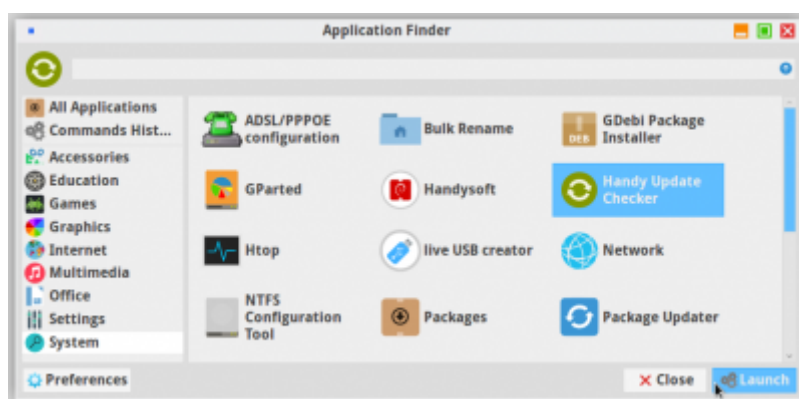 Application Finder
All Applications
Commands Hist...
Accessories
Education
Games
Graphics
Internet
Multimedia
Office
Settings
System
ADSL/PPPOE
configuration
Bulk Rename
DEB
GDebi Package
Installer
GParted
Handysoft
Handy Update
Checker
Htop
live USB creator
Network
NTFS
Configuration
Tool
Packages
Package Updater
Preferences
Close
Launch